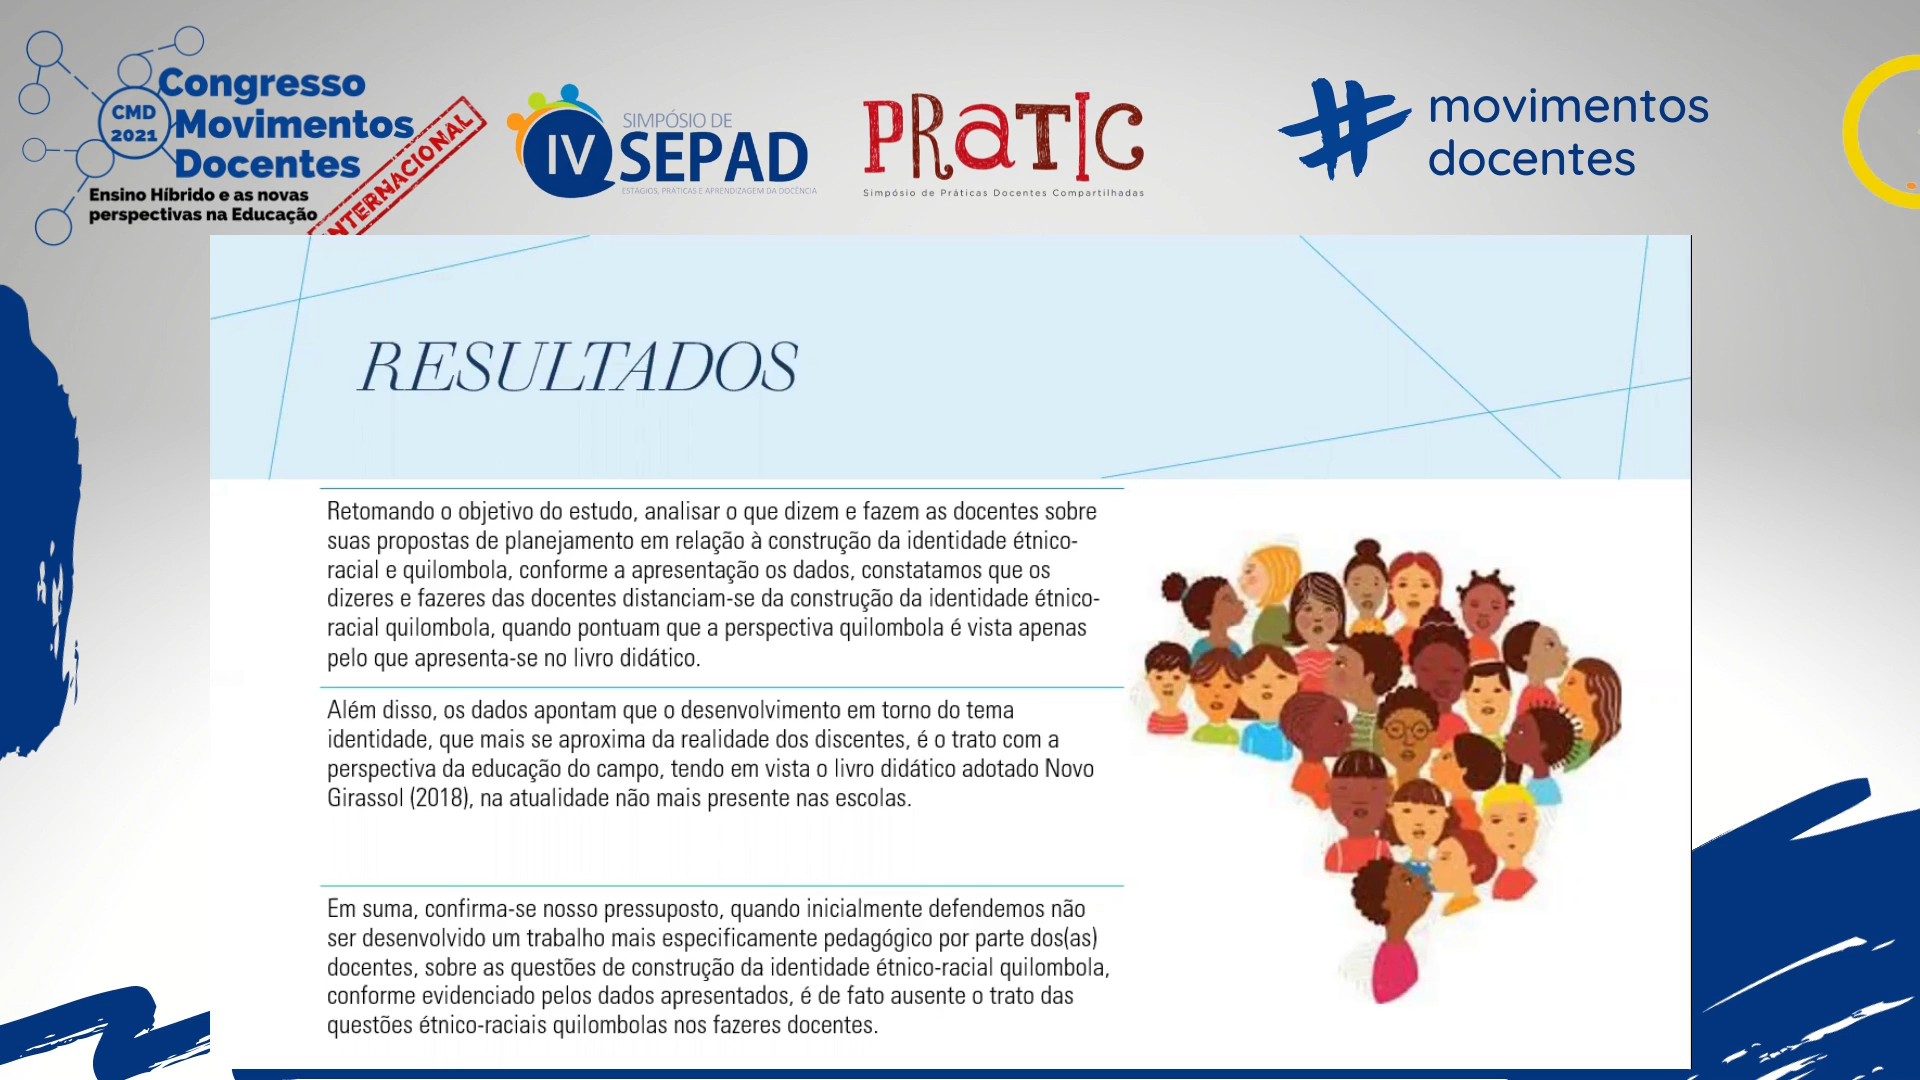 Congresso
CMD
2021
Movimentos
Docentes
Ensino Híbrido e as novas
perspectivas na Educação
INTERNACIONAL
SIMPÓSIO DE
IV SEPAD
ESTÁGIOS, PRÁTICAS E APRENDIZAGEM DA DOCÊNCIA
PRATIC
Simpósio de Práticas Docentes Compartilhadas
# movimentos
docentes
RESULTADOS
Retomando o objetivo do estudo, analisar o que dizem e fazem as docentes sobre
suas propostas de planejamento em relação à construção da identidade étnico-
racial e quilombola, conforme a apresentação os dados, constatamos que os
dizeres e fazeres das docentes distanciam-se da construção da identidade étnico-
racial quilombola, quando pontuam que a perspectiva quilombola é vista apenas
pelo que apresenta-se no livro didático.
Além disso, os dados apontam que o desenvolvimento em torno do tema
identidade, que mais se aproxima da realidade dos discentes, é o trato com a
perspectiva da educação do campo, tendo em vista o livro didático adotado Novo
Girassol (2018), na atualidade não mais presente nas escolas.
Em suma, confirma-se nosso pressuposto, quando inicialmente defendemos não
ser desenvolvido um trabalho mais especificamente pedagógico por parte dos(as)
docentes, sobre as questões de construção da identidade étnico-racial quilombola,
conforme evidenciado pelos dados apresentados, é de fato ausente o trato das
questões étnico-raciais quilombolas nos fazeres docentes.